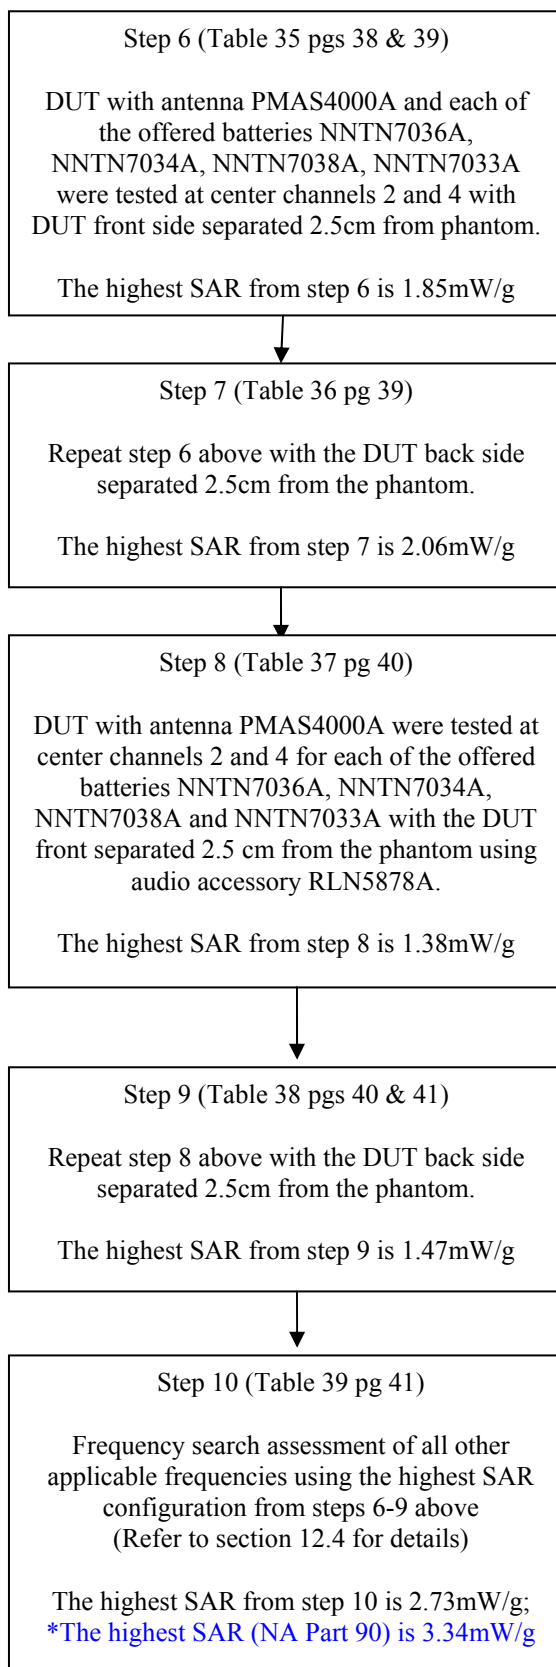 Step 6 (Table 35 pgs 38 & 39)
DUT with antenna PMAS4000A and each of
the offered batteries NNTN7036A,
NNTN7034A, NNTN7038A, NNTN7033A
were tested at center channels 2 and 4 with
DUT front side separated 2.5cm from phantom.
The highest SAR from step 6 is 1.85mW/g
Step 7 (Table 36 pg 39)
Repeat step 6 above with the DUT back side
separated 2.5cm from the phantom.
The highest SAR from step 7 is 2.06mW/g
Step 8 (Table 37 pg 40)
DUT with antenna PMAS4000A were tested at
center channels 2 and 4 for each of the offered
batteries NNTN7036A, NNTN7034A,
NNTN7038A and NNTN7033A with the DUT
front separated 2.5 cm from the phantom using
audio accessory RLN5878A.
The highest SAR from step 8 is 1.38mW/g
Step 9 (Table 38 pgs 40 & 41)
Repeat step 8 above with the DUT back side
separated 2.5cm from the phantom.
The highest SAR from step 9 is 1.47mW/g
Step 10 (Table 39 pg 41)
Frequency search assessment of all other
applicable frequencies using the highest SAR
configuration from steps 6-9 above
(Refer to section 12.4 for details)
The highest SAR from step 10 is 2.73mW/g;
*The highest SAR (NA Part 90) is 3.34mW/g